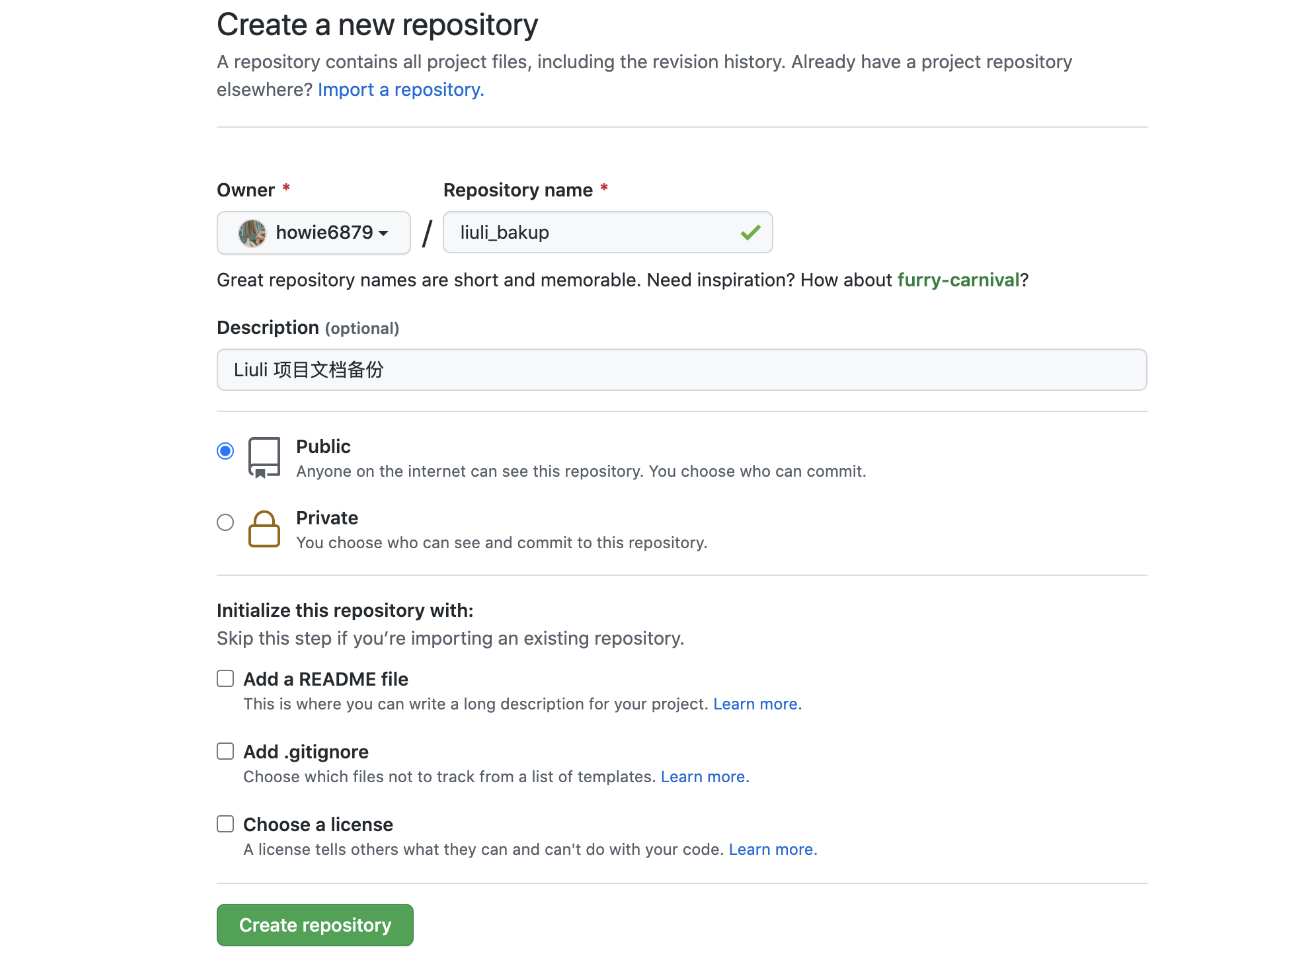 Create a new repository
A repository contains all project files, including the revision history. Already have a project repository
elsewhere? Import a repository.
Owner * Repository name *
howie6879 / liuli_bakup
Great repository names are short and memorable. Need inspiration? How about furry-carnival?
Description (optional)
Liuli 项目文档备份
Public
Anyone on the internet can see this repository. You choose who can commit.
Private
You choose who can see and commit to this repository.
Initialize this repository with:
Skip this step if you’re importing an existing repository.
Add a README file
This is where you can write a long description for your project. Learn more.
Add .gitignore
Choose which files not to track from a list of templates. Learn more.
Choose a license
A license tells others what they can and can't do with your code. Learn more.
Create repository